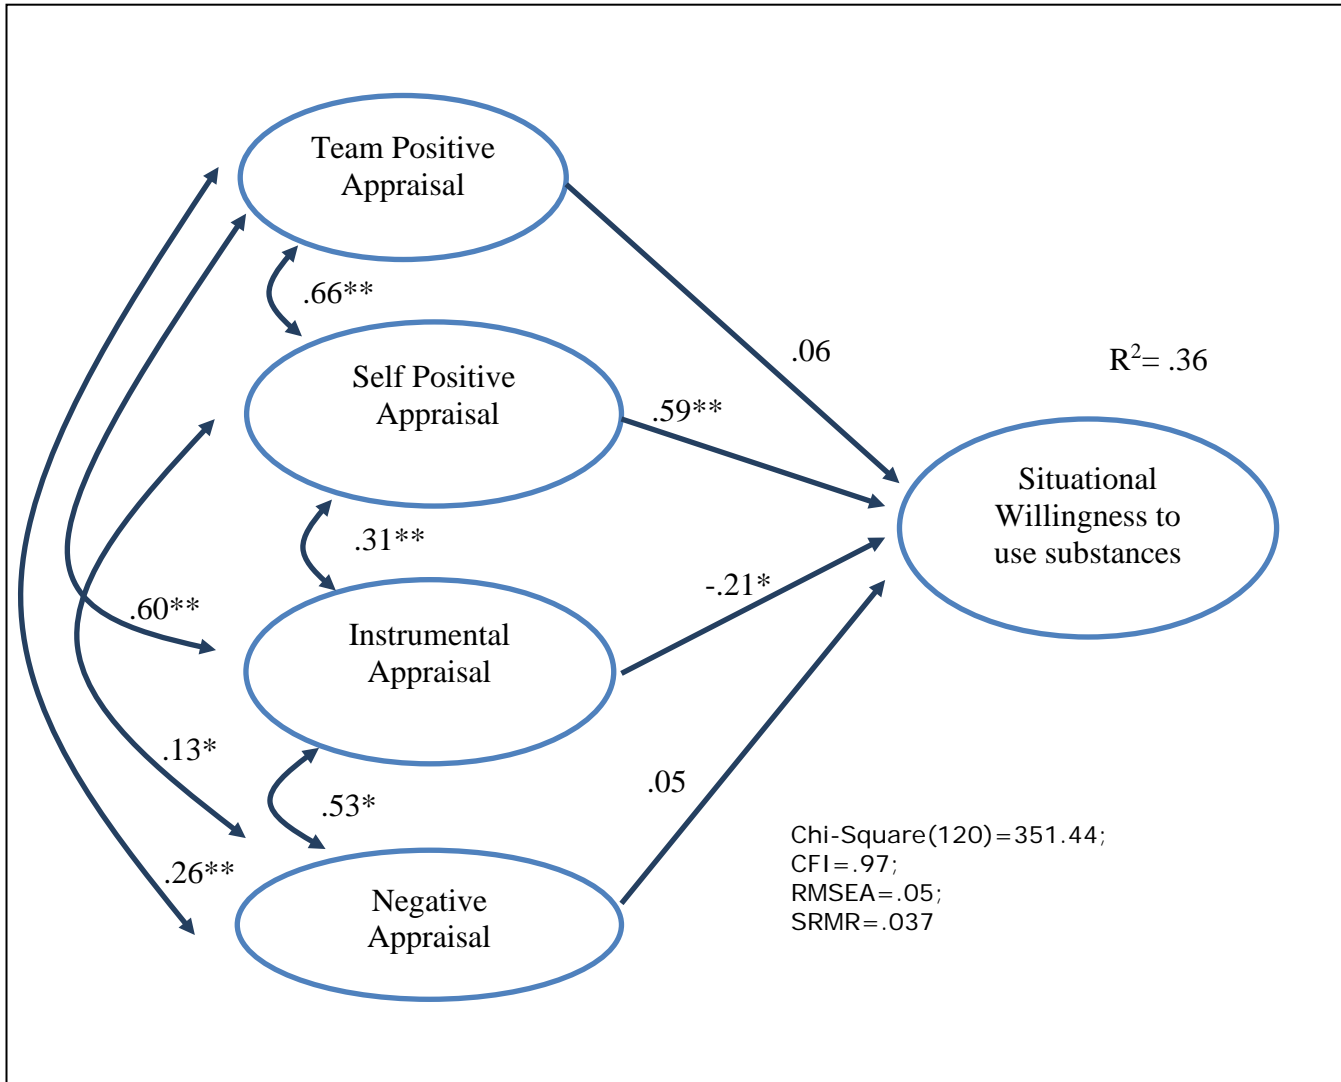 Team Positive
Appraisal
.66**
.06
R²= .36
Self Positive
Appraisal
.59**
Situational
Willingness to
use substances
.31**
-.21*
.60**
Instrumental
Appraisal
.13*
.53*
.05
Chi-Square(120)=351.44;
CFI=.97;
RMSEA=.05;
SRMR=.037
.26**
Negative
Appraisal